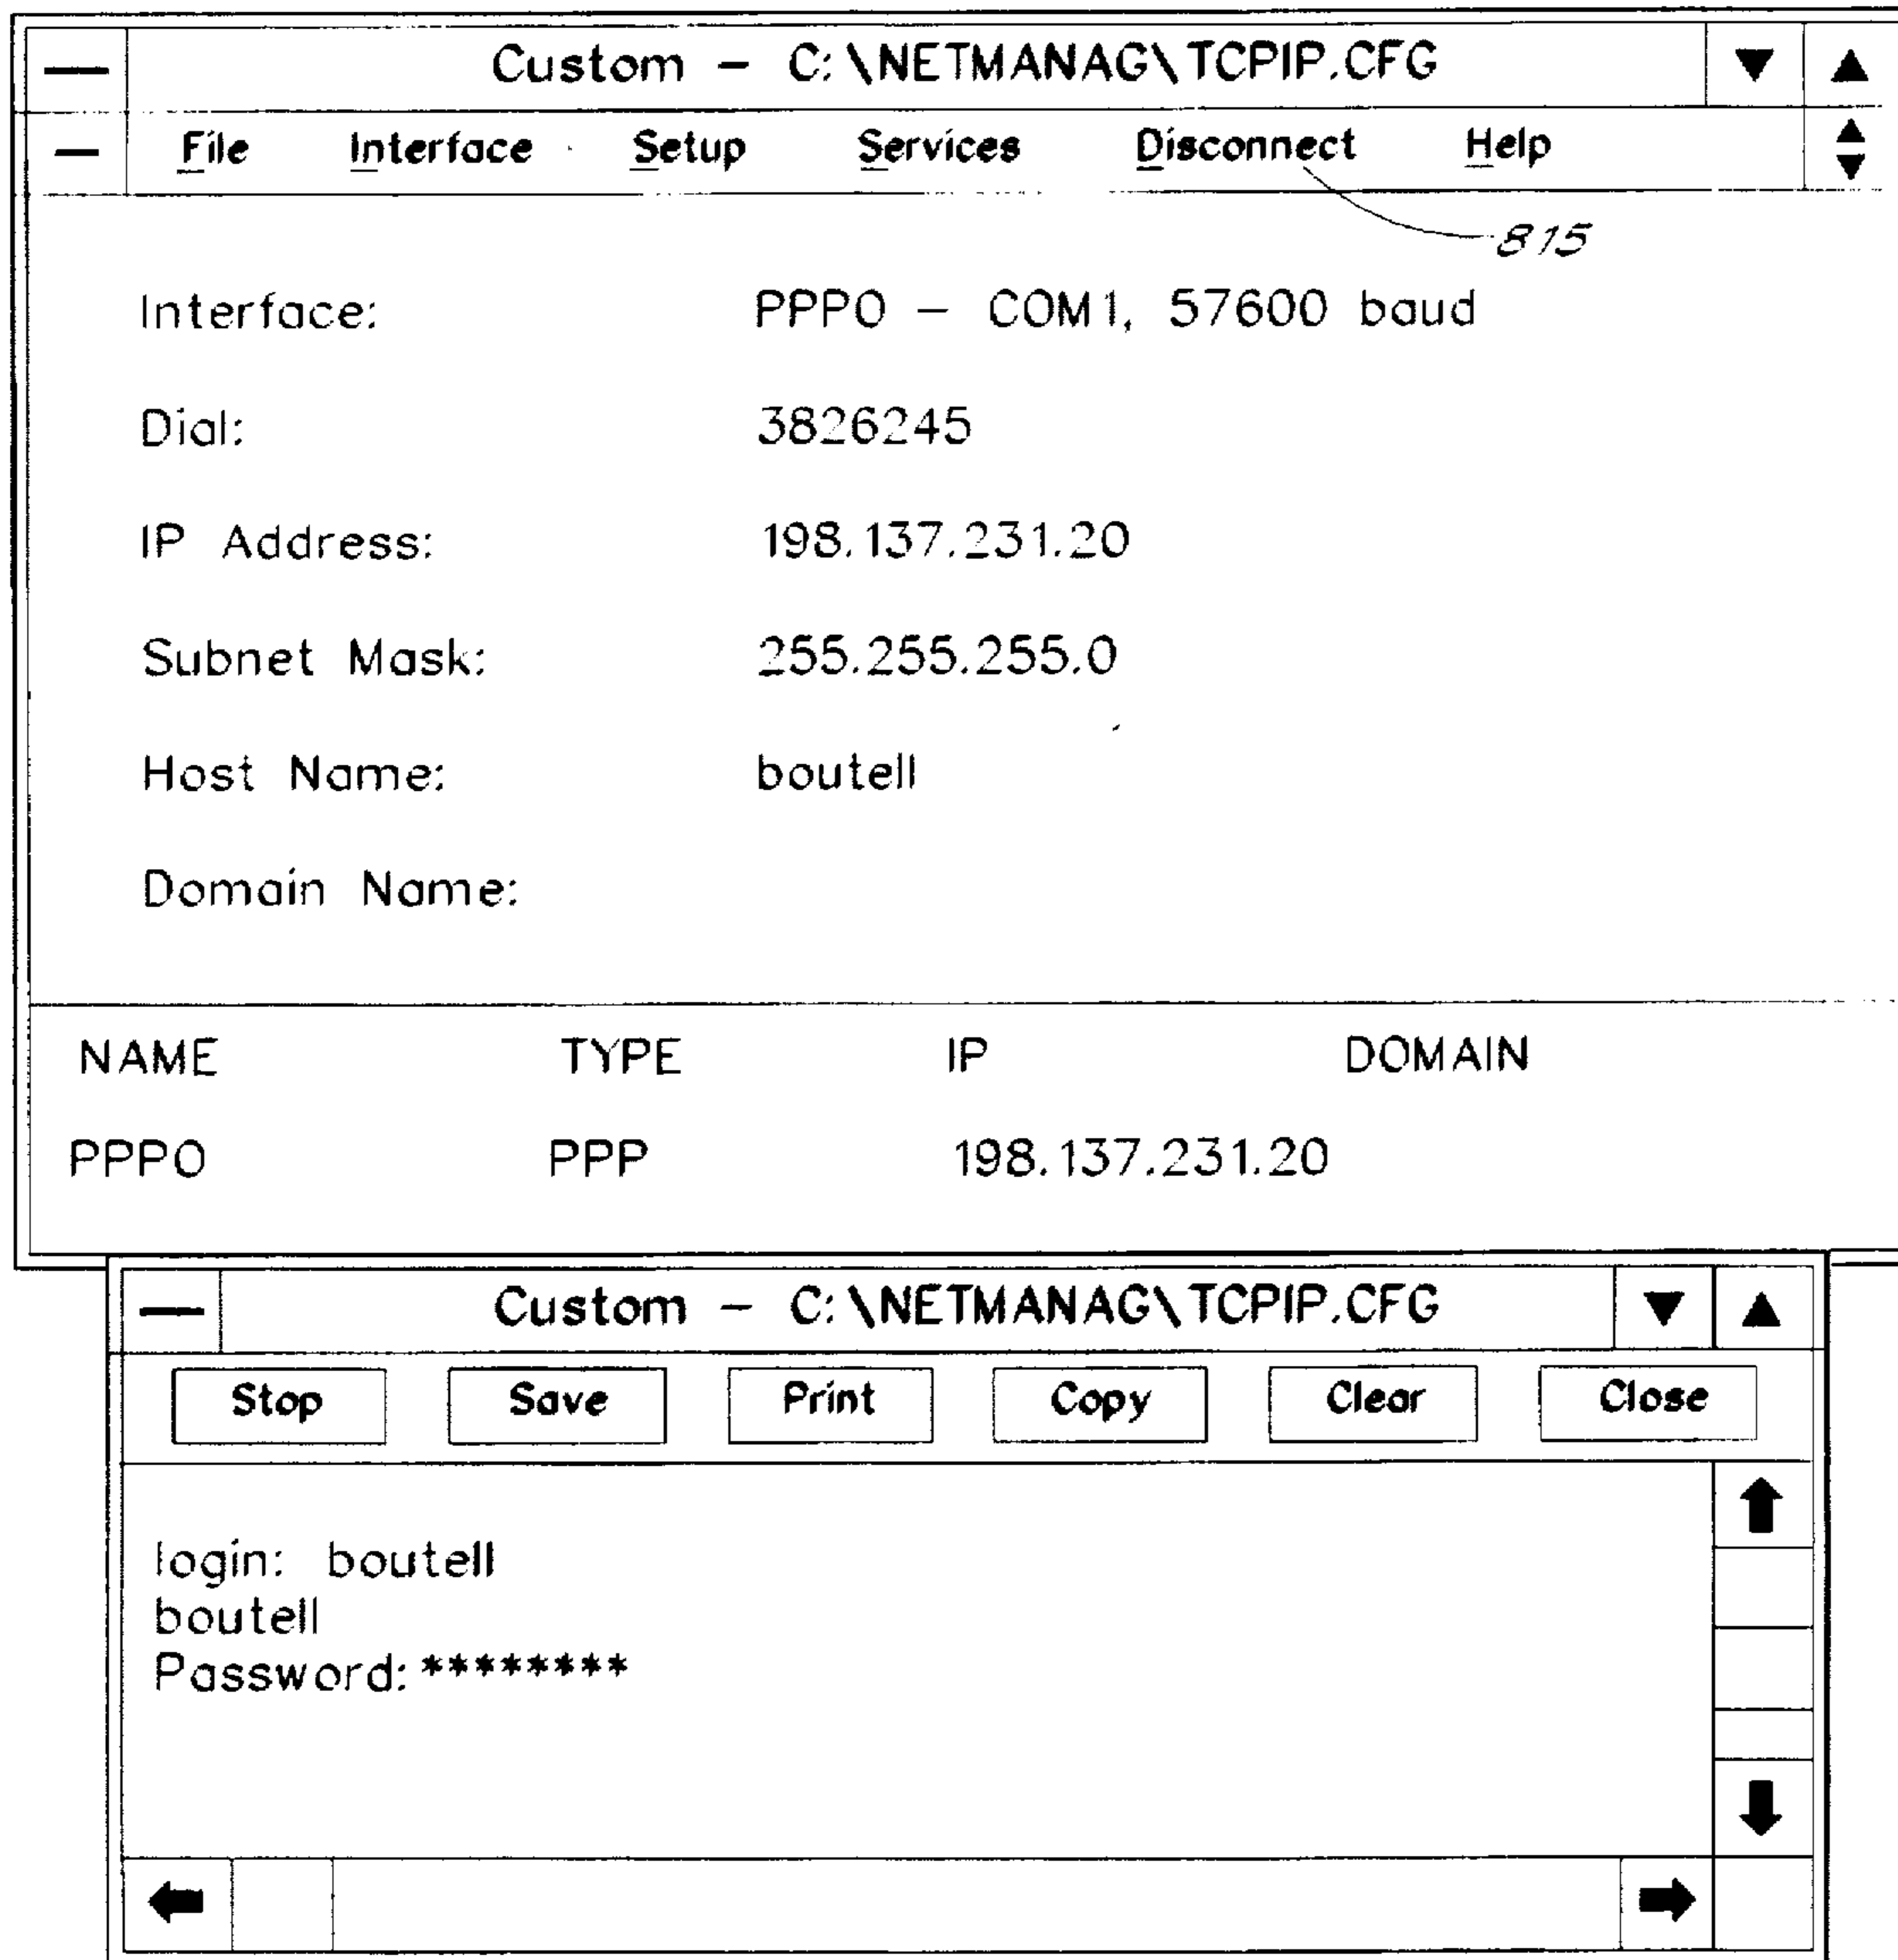 Custom – C:\NETMANAG\TCPIP.CFG
File Interface Setup Services Disconnect Help
815
Interface: PPP0 – COM1, 57600 baud
Dial: 3826245
IP Address: 198.137.231.20
Subnet Mask: 255.255.255.0
Host Name: boutell
Domain Name:
NAME TYPE IP DOMAIN
PPP0 PPP 198.137.231.20
Custom – C:\NETMANAG\TCPIP.CFG
Stop Save Print Copy Clear Close
login: boutell
boutell
Password:********